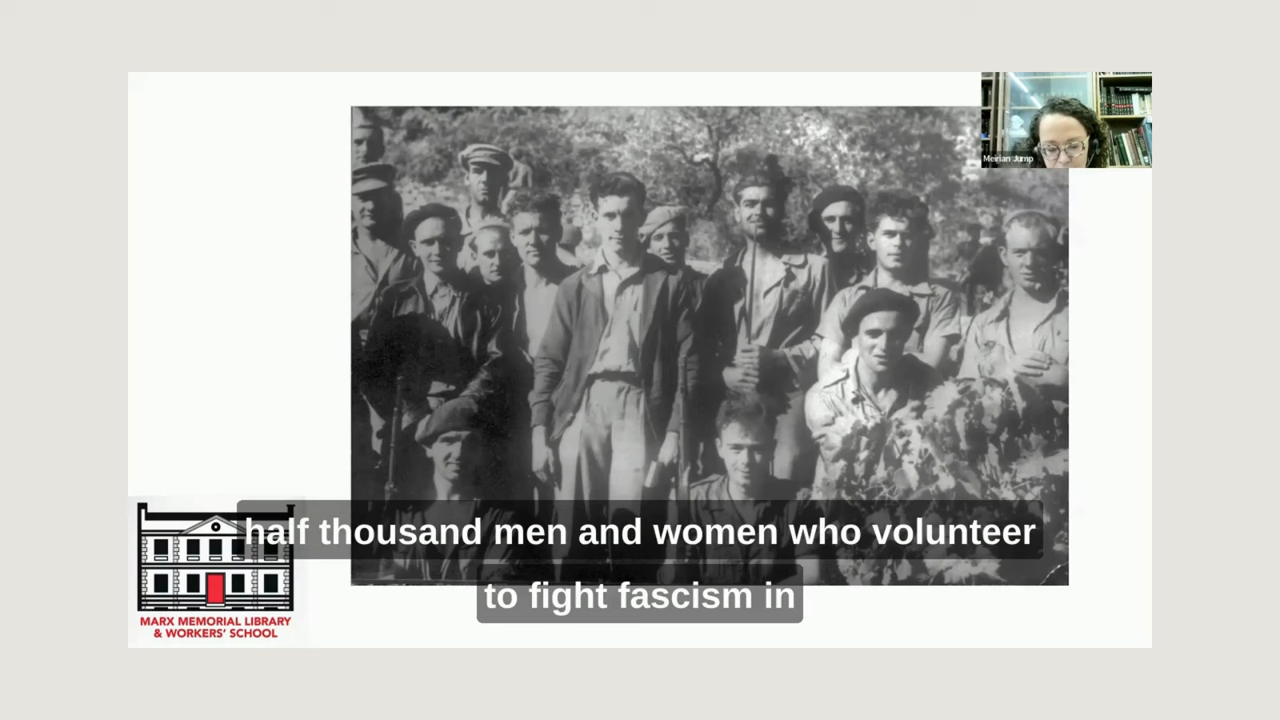 Meirian Jump
half thousand men and women who volunteer
to fight fascism in
MARX MEMORIAL LIBRARY
& WORKERS' SCHOOL